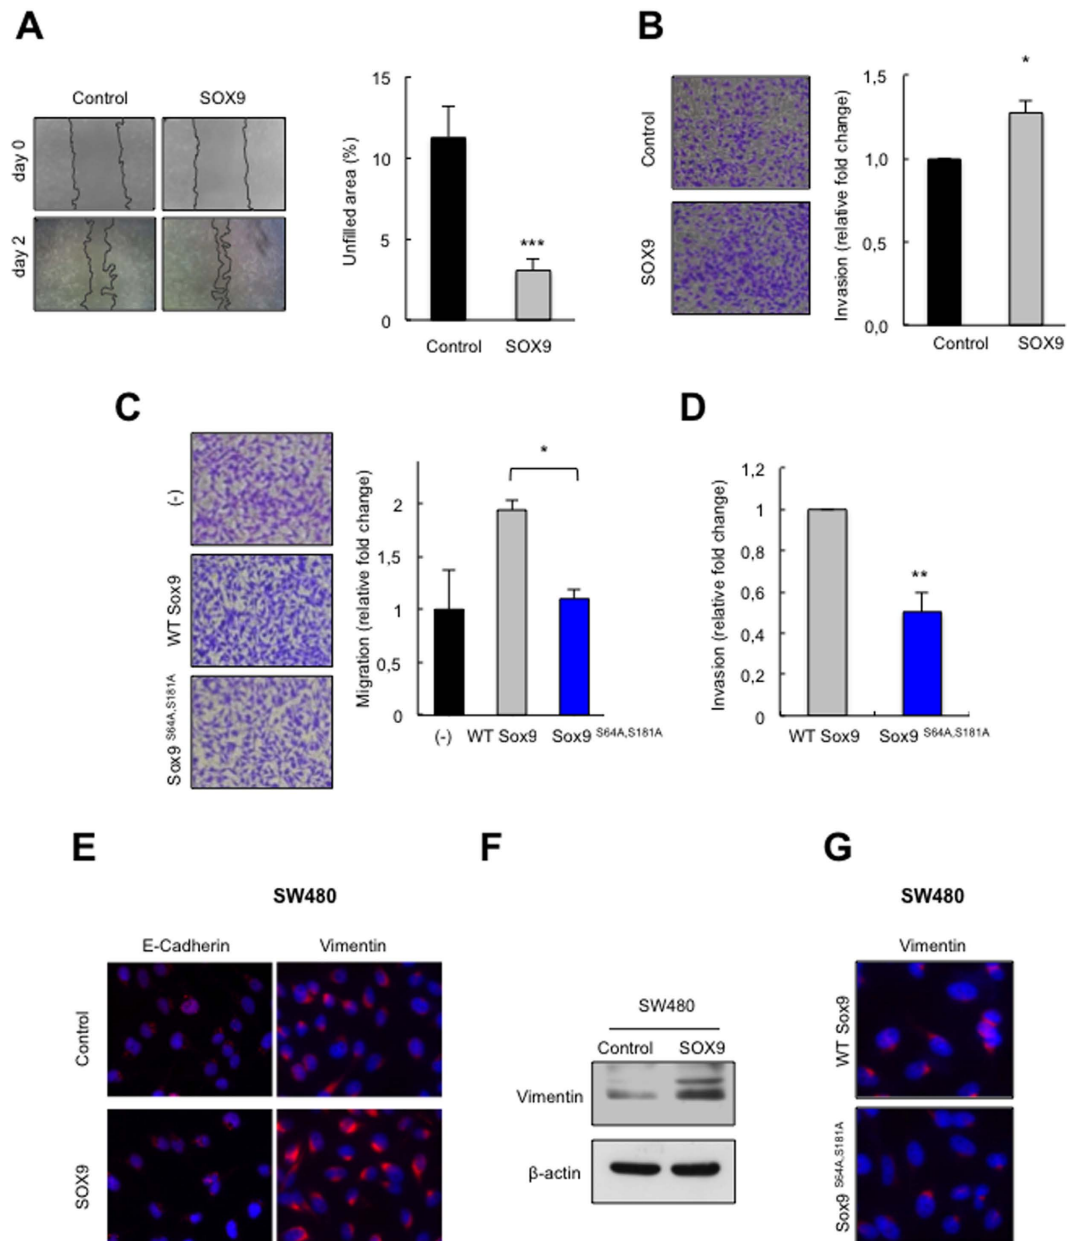 A
Control
SOX9
day 0
day 2
Unfilled area (%)
15
10
5
0
***
Control
SOX9
B
Control
SOX9
Invasion (relative fold change)
1,5
1,0
0,5
0,0
*
Control
SOX9
C
(-)
WT Sox9
Sox9 S64A,S181A
Migration (relative fold change)
2
1,5
1
0,5
0
*
(-)
WT Sox9
Sox9 S64A,S181A
D
Invasion (relative fold change)
1,2
1
0,8
0,6
0,4
0,2
0
**
WT Sox9
Sox9 S64A,S181A
E
SW480
E-Cadherin
Vimentin
Control
SOX9
F
SW480
Control
SOX9
Vimentin
β-actin
G
SW480
Vimentin
WT Sox9
Sox9 S64A,S181A